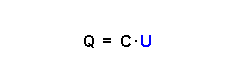 Q = C·U